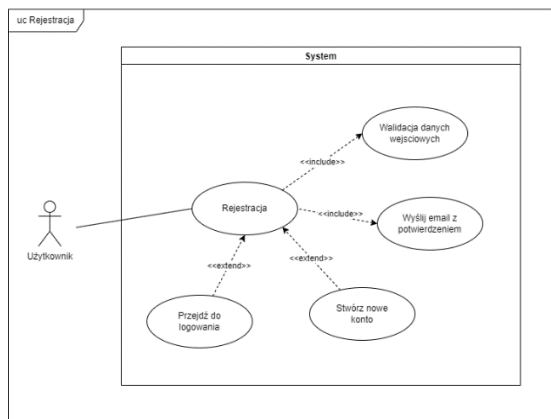 uc Rejestracja
System
Walidacja danych
wejsciowych
<<include>>
Rejestracja
<<include>>
Wyślij email z
potwierdzeniem
Użytkownik
<<extend>>
<<extend>>
Przejdź do
logowania
Stwórz nowe
konto